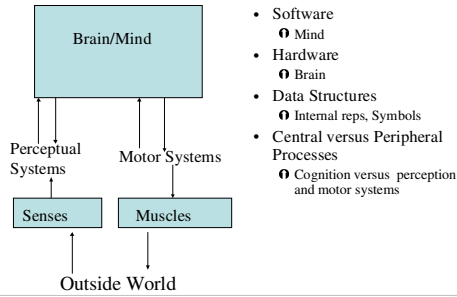 Brain/Mind
Perceptual
Systems
Motor Systems
Senses
Muscles
Outside World
• Software
Mind
• Hardware
Brain
• Data Structures
Internal reps, Symbols
• Central versus Peripheral
Processes
Cognition versus perception
and motor systems